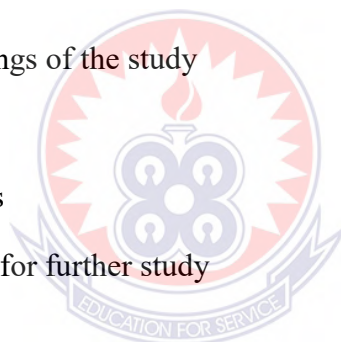 ngs of the study
s
for further study
EDUCATION FOR SERVICE